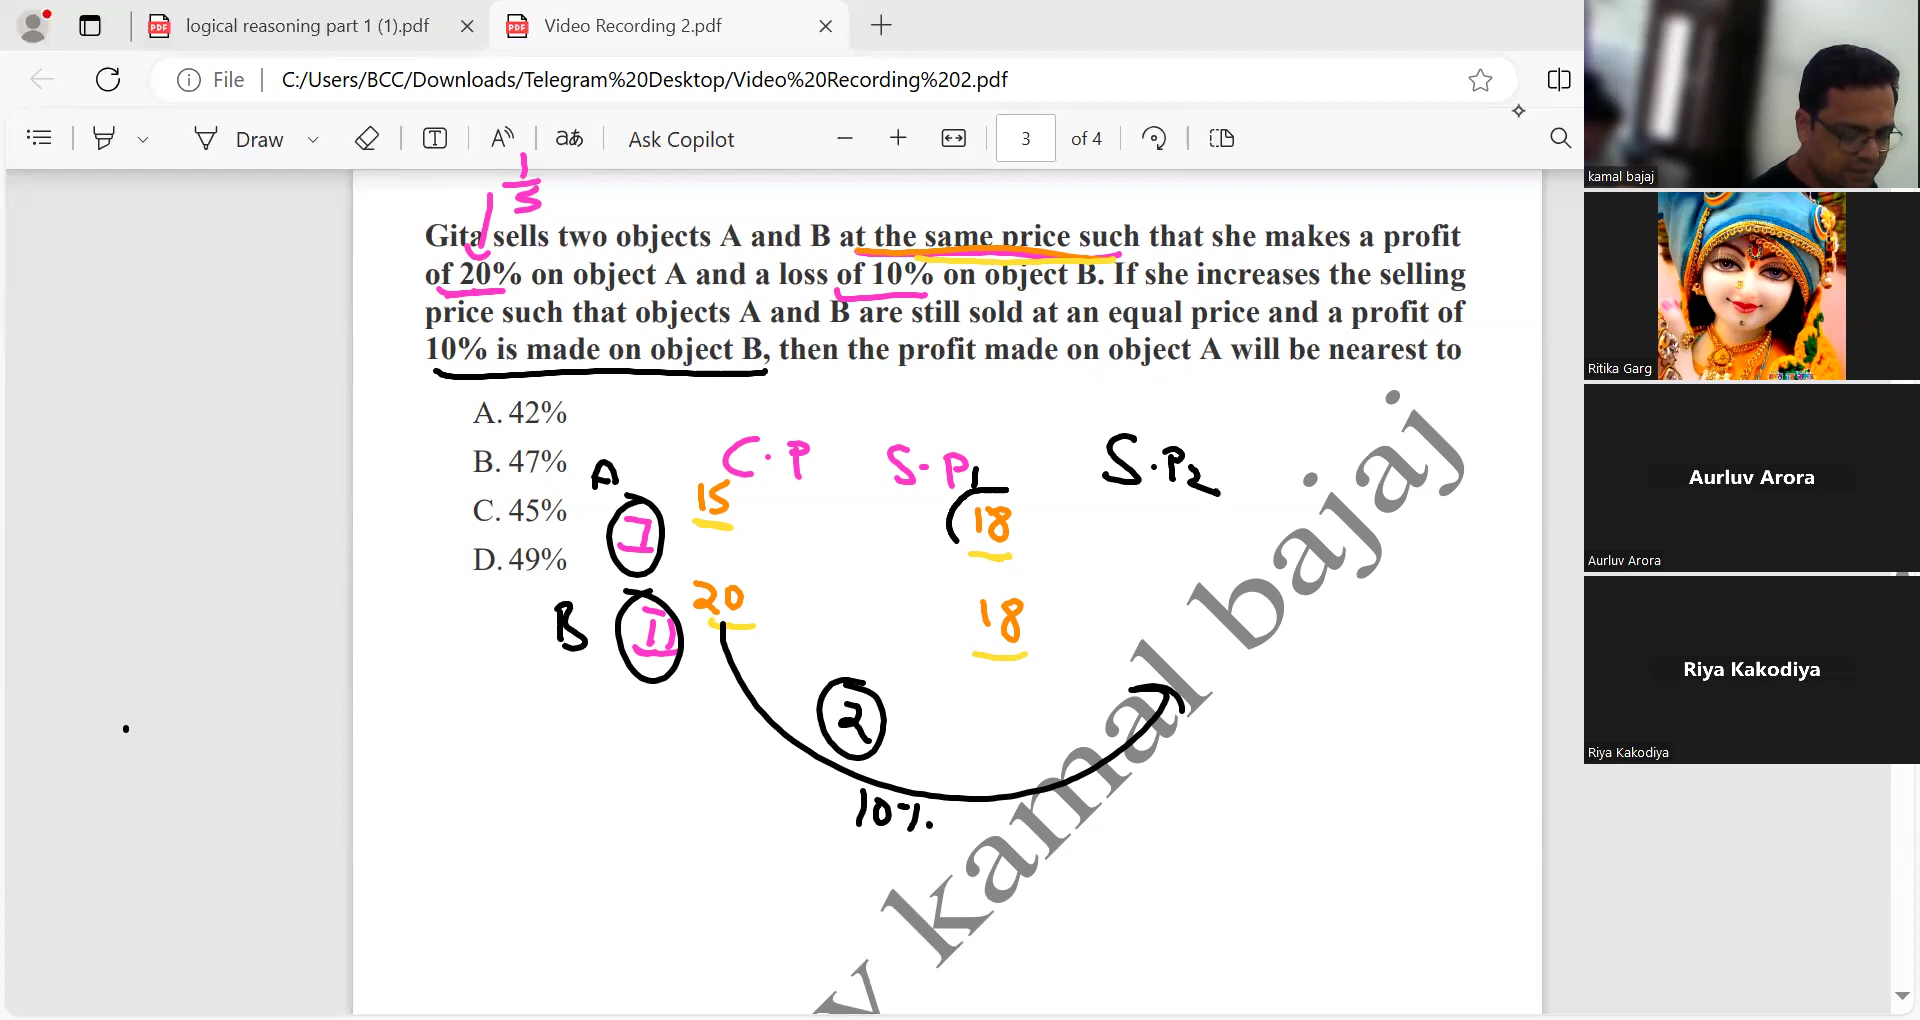 logical reasoning part 1 (1).pdf
Video Recording 2.pdf
File
C:/Users/BCC/Downloads/Telegram%20Desktop/Video%20Recording%202.pdf
Draw
Ask Copilot
3 of 4
1/5
Gita sells two objects A and B at the same price such that she makes a profit
of 20% on object A and a loss of 10% on object B. If she increases the selling
price such that objects A and B are still sold at an equal price and a profit of
10% is made on object B, then the profit made on object A will be nearest to
A. 42%
B. 47%
C. 45%
D. 49%
C.P S.P1 S.P2
A I 15 18
B II 20 18
2
10%
kamal bajaj
kamal bajaj
Ritika Garg
Aurluv Arora
Aurluv Arora
Riya Kakodiya
Riya Kakodiya